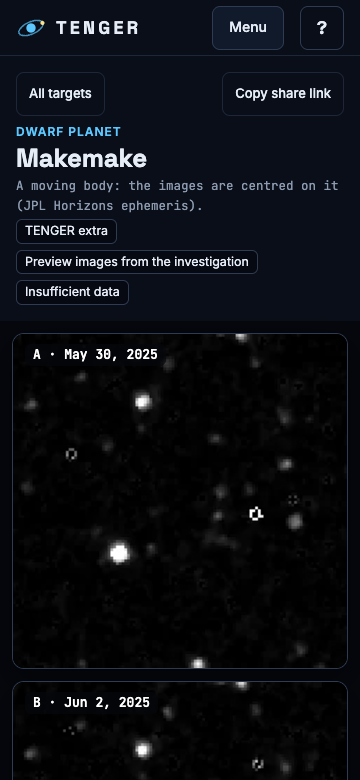 TENGER
Menu
?
All targets
Copy share link
DWARF PLANET
Makemake
A moving body: the images are centred on it
(JPL Horizons ephemeris).
TENGER extra
Preview images from the investigation
Insufficient data
A · May 30, 2025
B · Jun 2, 2025